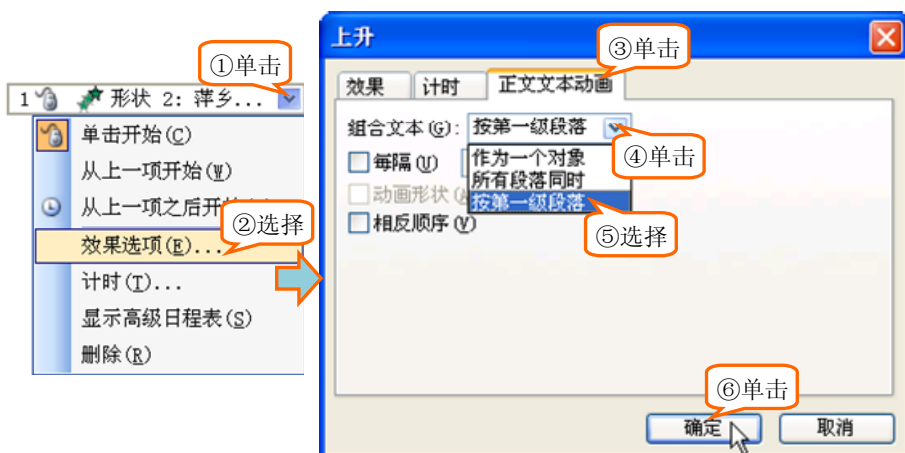 ①单击
1 形状 2: 萍乡...
单击开始(C)
从上一项开始(W)
从上一项之后开
②选择
效果选项(E)...
计时(T)...
显示高级日程表(S)
删除(R)
上升
③单击
效果 计时 正文文本动画
组合文本(G): 按第一级段落
④单击
每隔(U)
作为一个对象
所有段落同时
动画形状(
按第一级段落
相反顺序(V)
⑤选择
⑥单击
确定 取消